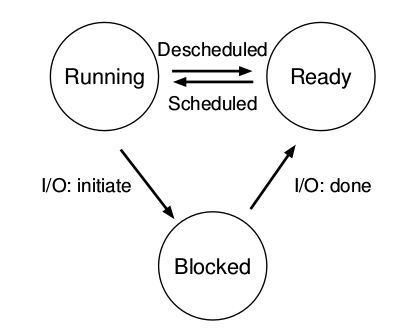 Descheduled
Running
Ready
Scheduled
I/O: initiate
I/O: done
Blocked